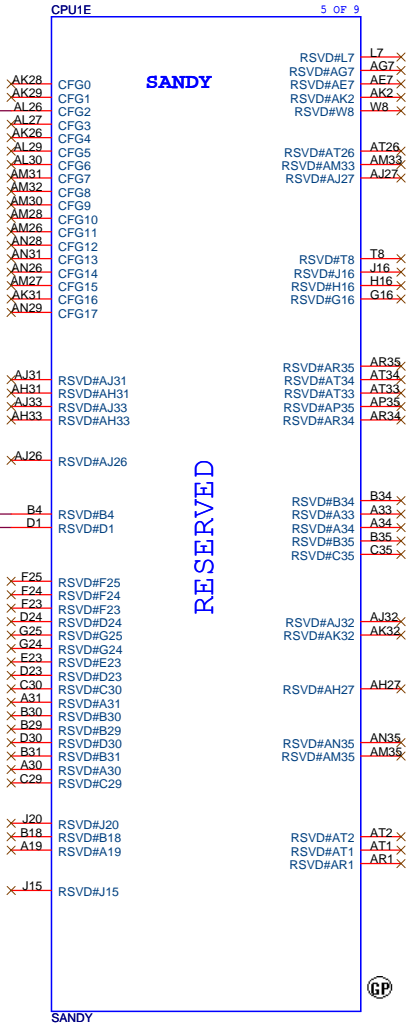 CPU1E 5 OF 9
SANDY
AK28 CFG0
AK29 CFG1
AL26 CFG2
AL27 CFG3
AK26 CFG4
AL29 CFG5
AL30 CFG6
AM31 CFG7
AM32 CFG8
AM30 CFG9
AM28 CFG10
AM26 CFG11
AN28 CFG12
AN31 CFG13
AN26 CFG14
AM27 CFG15
AK31 CFG16
AN29 CFG17
AJ31 RSVD#AJ31
AH31 RSVD#AH31
AJ33 RSVD#AJ33
AH33 RSVD#AH33
AJ26 RSVD#AJ26
B4 RSVD#B4
D1 RSVD#D1
F25 RSVD#F25
F24 RSVD#F24
F23 RSVD#F23
D24 RSVD#D24
G25 RSVD#G25
G24 RSVD#G24
E23 RSVD#E23
D23 RSVD#D23
C30 RSVD#C30
A31 RSVD#A31
B30 RSVD#B30
B29 RSVD#B29
D30 RSVD#D30
B31 RSVD#B31
A30 RSVD#A30
C29 RSVD#C29
J20 RSVD#J20
B18 RSVD#B18
A19 RSVD#A19
J15 RSVD#J15
RESERVED
RSVD#L7 L7
RSVD#AG7 AG7
RSVD#AE7 AE7
RSVD#AK2 AK2
RSVD#W8 W8
RSVD#AT26 AT26
RSVD#AM33 AM33
RSVD#AJ27 AJ27
RSVD#T8 T8
RSVD#J16 J16
RSVD#H16 H16
RSVD#G16 G16
RSVD#AR35 AR35
RSVD#AT34 AT34
RSVD#AT33 AT33
RSVD#AP35 AP35
RSVD#AR34 AR34
RSVD#B34 B34
RSVD#A33 A33
RSVD#A34 A34
RSVD#B35 B35
RSVD#C35 C35
RSVD#AJ32 AJ32
RSVD#AK32 AK32
RSVD#AH27 AH27
RSVD#AN35 AN35
RSVD#AM35 AM35
RSVD#AT2 AT2
RSVD#AT1 AT1
RSVD#AR1 AR1
GP
SANDY